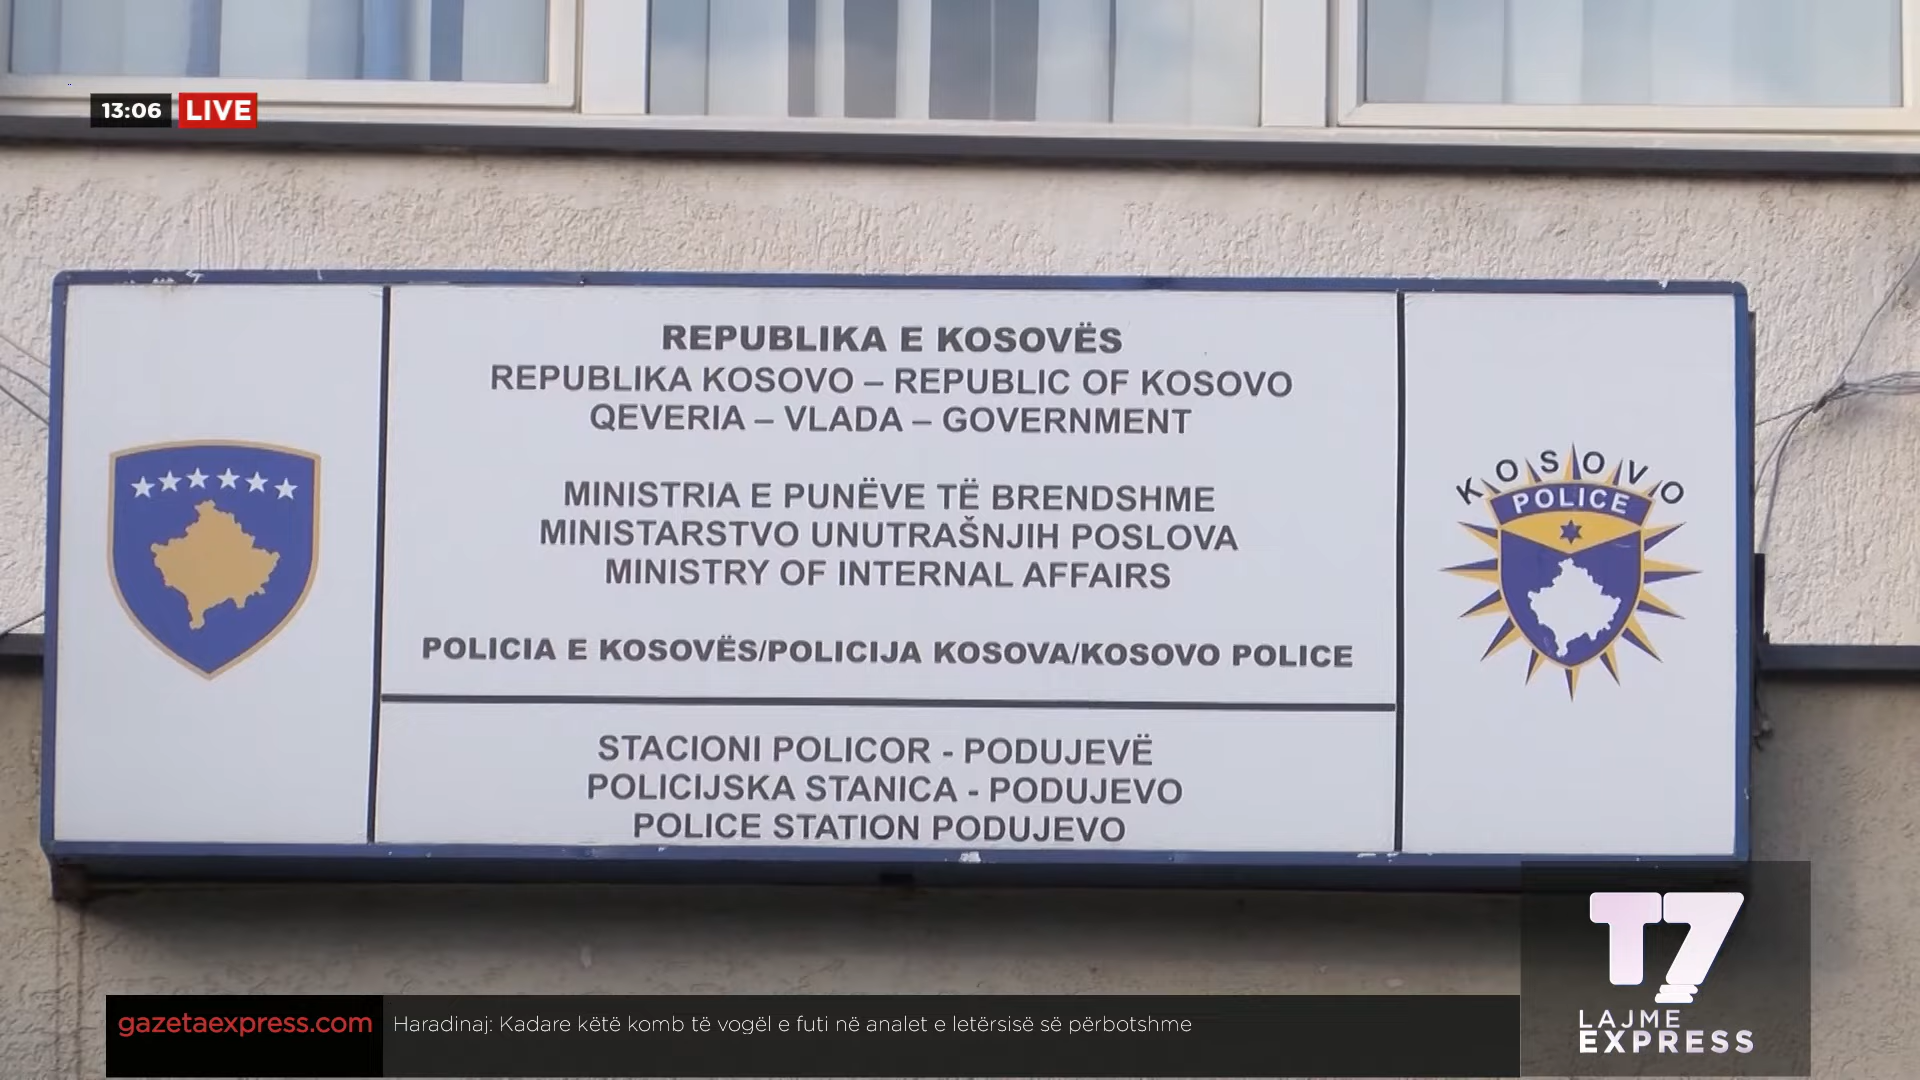 13:06 LIVE
REPUBLIKA E KOSOVËS
REPUBLIKA KOSOVO – REPUBLIC OF KOSOVO
QEVERIA – VLADA – GOVERNMENT
MINISTRIA E PUNËVE TË BRENDSHME
MINISTARSTVO UNUTRAŠNJIH POSLOVA
MINISTRY OF INTERNAL AFFAIRS
POLICIA E KOSOVËS/POLICIJA KOSOVA/KOSOVO POLICE
STACIONI POLICOR - PODUJEVË
POLICIJSKA STANICA - PODUJEVO
POLICE STATION PODUJEVO
KOSOVO
POLICE
T7
LAJME
EXPRESS
gazetaexpress.com
Haradinaj: Kadare këtë komb të vogël e futi në analet e letërsisë së përbotshme